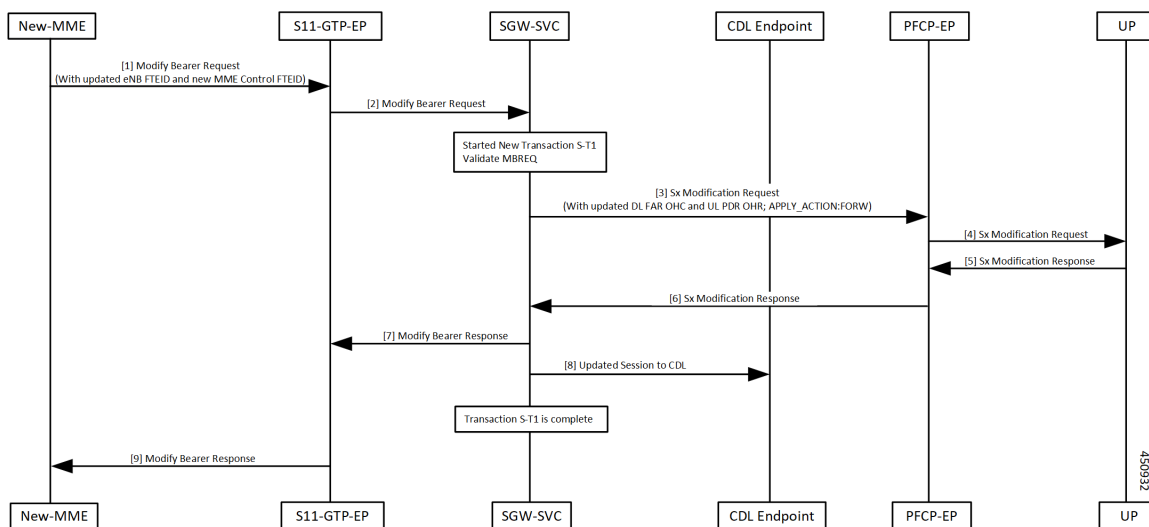 New-MME
S11-GTP-EP
SGW-SVC
CDL Endpoint
PFCP-EP
UP
[1] Modify Bearer Request
(With updated eNB FTEID and new MME Control FTEID)
[2] Modify Bearer Request
Started New Transaction S-T1
Validate MBREQ
[3] Sx Modification Request
(With updated DL FAR OHC and UL PDR OHR; APPLY_ACTION:FORW)
[4] Sx Modification Request
[5] Sx Modification Response
[6] Sx Modification Response
[7] Modify Bearer Response
[8] Updated Session to CDL
Transaction S-T1 is complete
[9] Modify Bearer Response
450932
New-MME
S11-GTP-EP
SGW-SVC
CDL Endpoint
PFCP-EP
UP